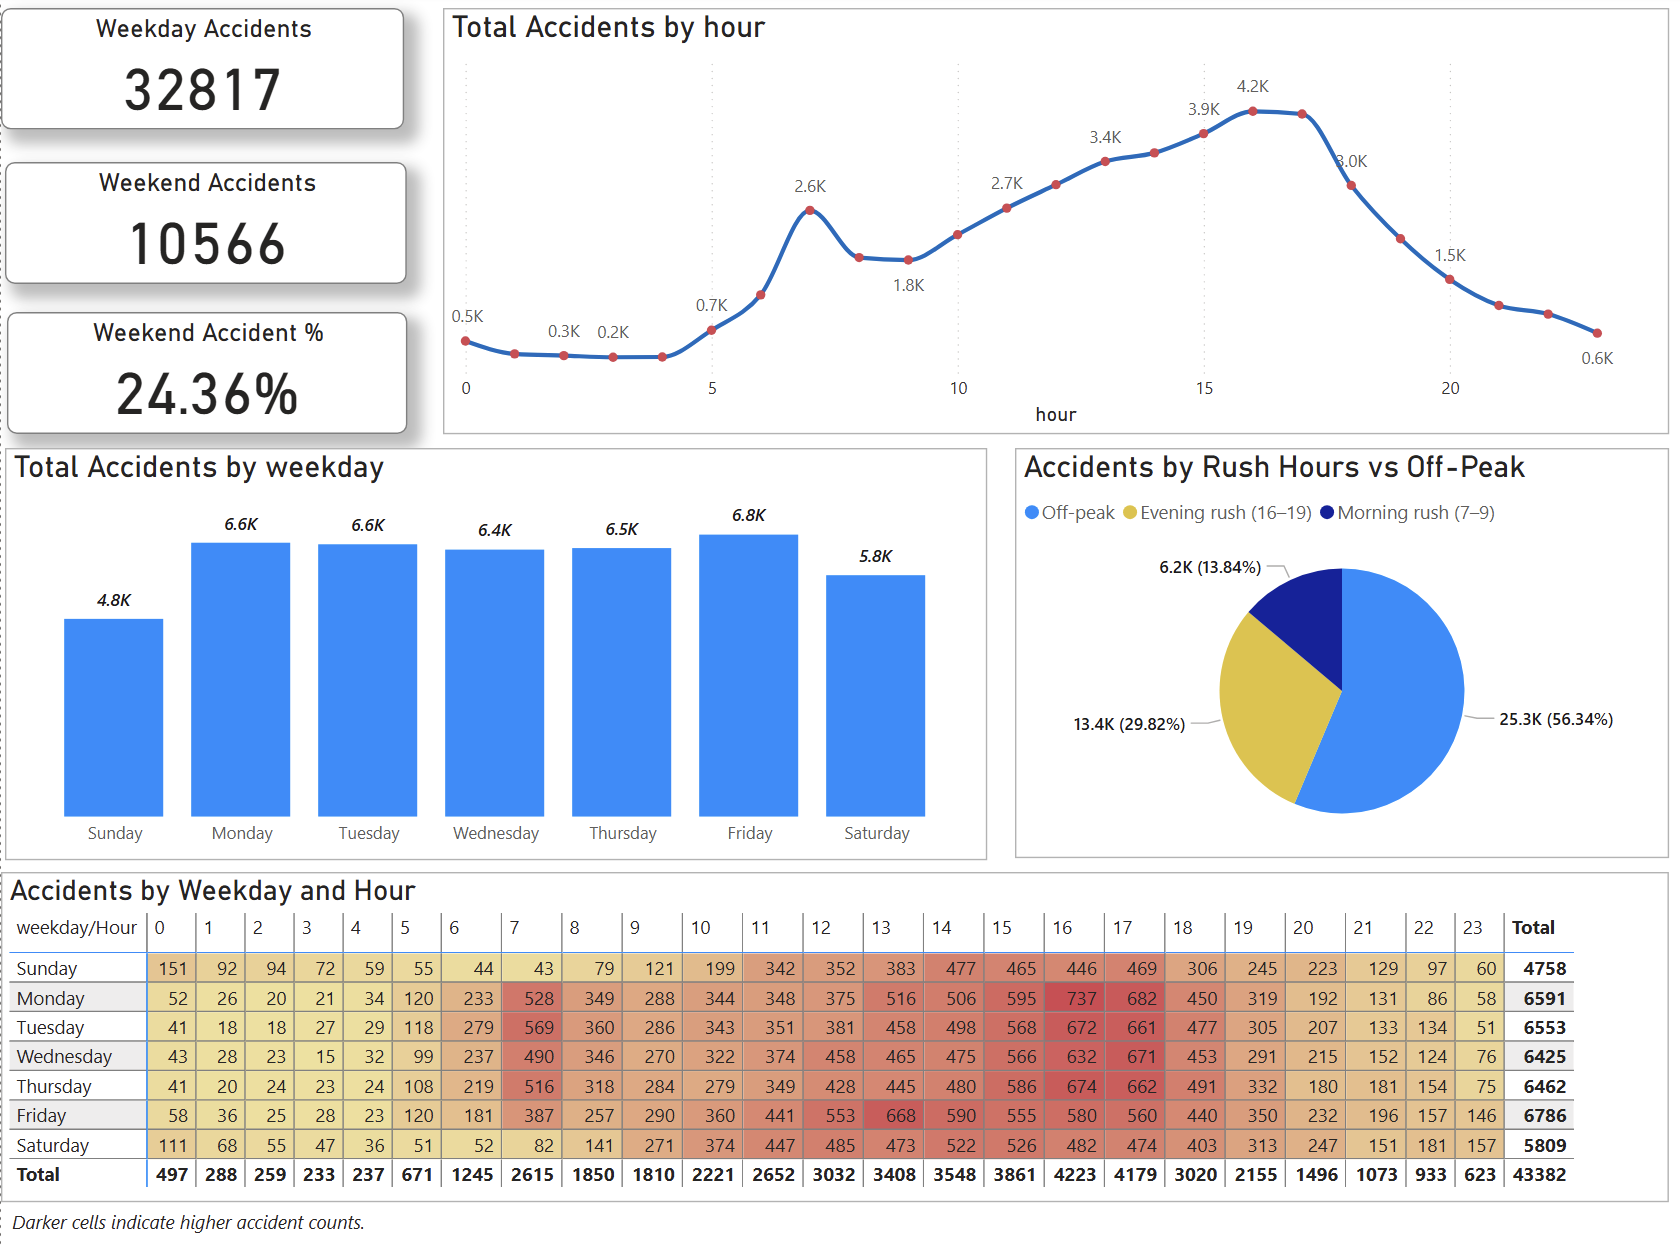 Weekday Accidents
32817
Weekend Accidents
10566
Weekend Accident %
24.36%
Total Accidents by hour
0.5K 0.3K 0.2K 0.7K 2.6K 1.8K 2.7K 3.4K 3.9K 4.2K 3.0K 1.5K 0.6K
0 5 10 15 20
hour
Total Accidents by weekday
4.8K 6.6K 6.6K 6.4K 6.5K 6.8K 5.8K
Sunday Monday Tuesday Wednesday Thursday Friday Saturday
Accidents by Rush Hours vs Off-Peak
Off-peak Evening rush (16–19) Morning rush (7–9)
6.2K (13.84%)
13.4K (29.82%)
25.3K (56.34%)
Accidents by Weekday and Hour
weekday/Hour 0 1 2 3 4 5 6 7 8 9 10 11 12 13 14 15 16 17 18 19 20 21 22 23 Total
Sunday 151 92 94 72 59 55 44 43 79 121 199 342 352 383 477 465 446 469 306 245 223 129 97 60 4758
Monday 52 26 20 21 34 120 233 528 349 288 344 348 375 516 506 595 737 682 450 319 192 131 86 58 6591
Tuesday 41 18 18 27 29 118 279 569 360 286 343 351 381 458 498 568 672 661 477 305 207 133 134 51 6553
Wednesday 43 28 23 15 32 99 237 490 346 270 322 374 458 465 475 566 632 671 453 291 215 152 124 76 6425
Thursday 41 20 24 23 24 108 219 516 318 284 279 349 428 445 480 586 674 662 491 332 180 181 154 75 6462
Friday 58 36 25 28 23 120 181 387 257 290 360 441 553 668 590 555 580 560 440 350 232 196 157 146 6786
Saturday 111 68 55 47 36 51 52 82 141 271 374 447 485 473 522 526 482 474 403 313 247 151 181 157 5809
Total 497 288 259 233 237 671 1245 2615 1850 1810 2221 2652 3032 3408 3548 3861 4223 4179 3020 2155 1496 1073 933 623 43382
Darker cells indicate higher accident counts.